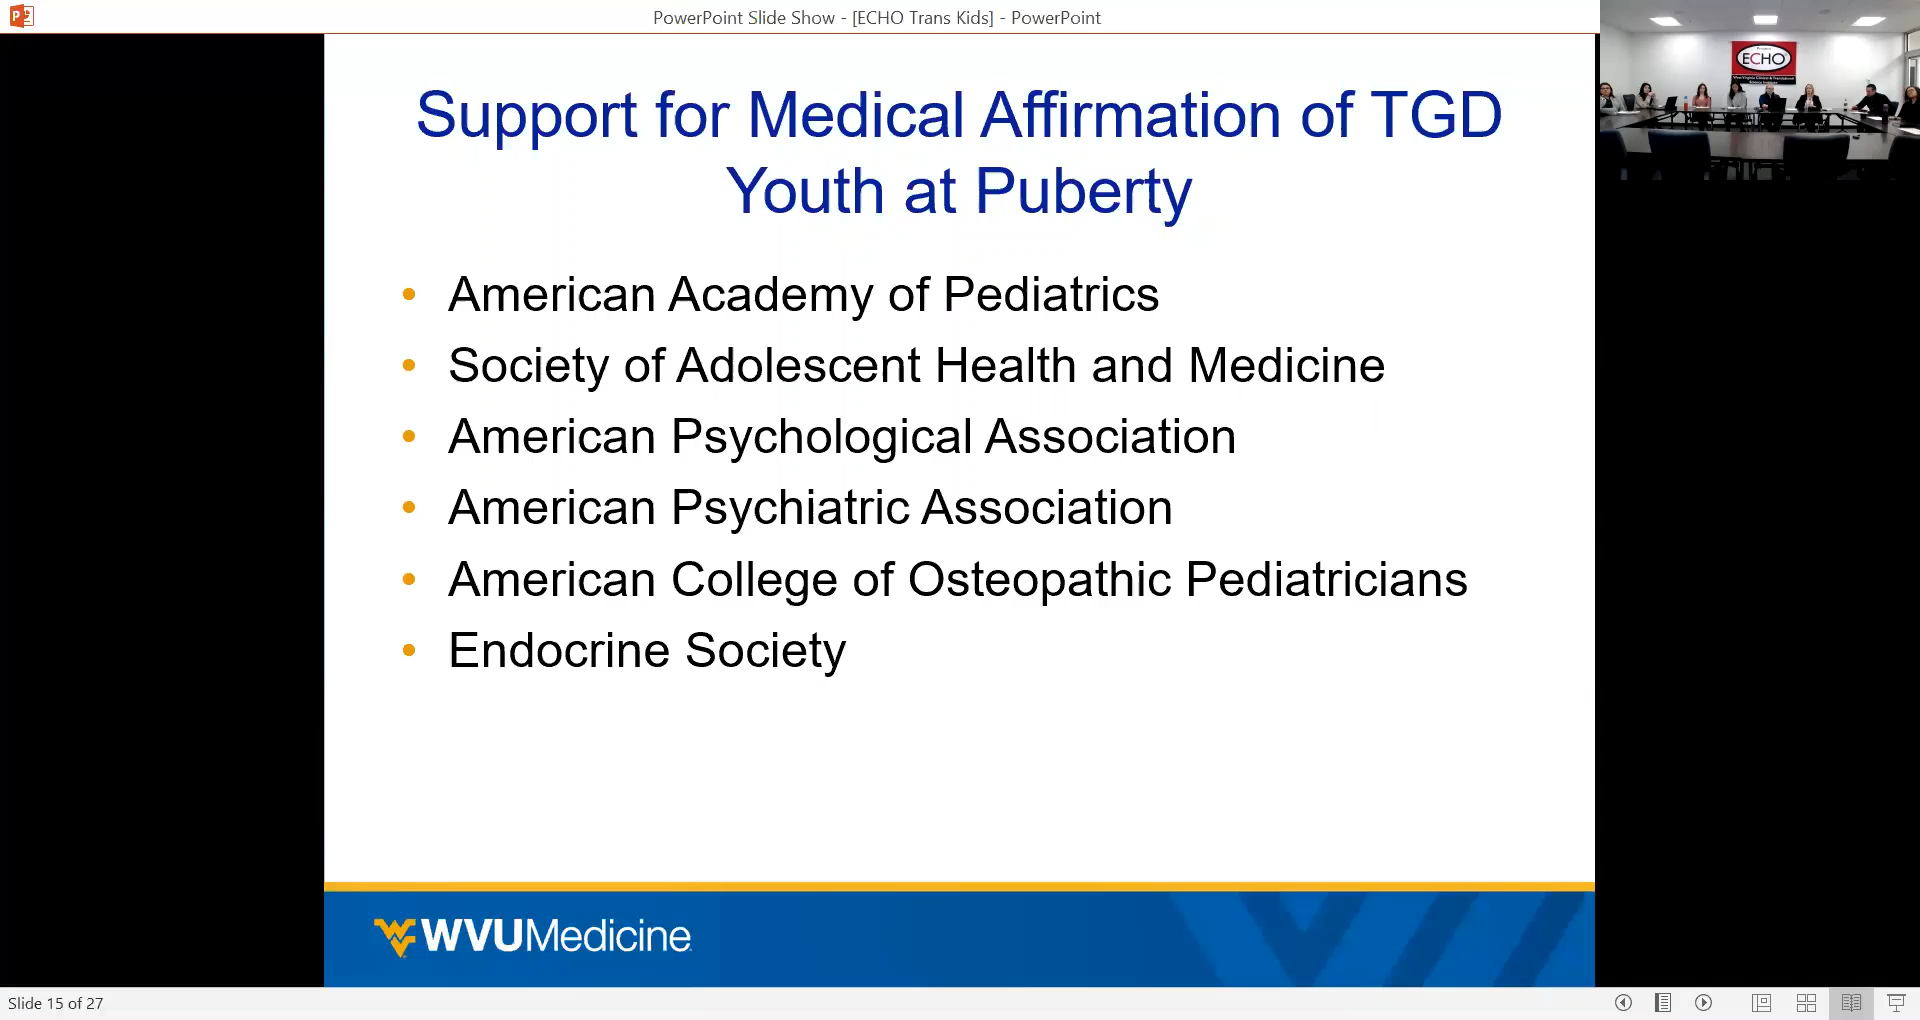 PowerPoint Slide Show - [ECHO Trans Kids] - PowerPoint
Support for Medical Affirmation of TGD
Youth at Puberty
• American Academy of Pediatrics
• Society of Adolescent Health and Medicine
• American Psychological Association
• American Psychiatric Association
• American College of Osteopathic Pediatricians
• Endocrine Society
WVUMedicine
Slide 15 of 27
ECHO